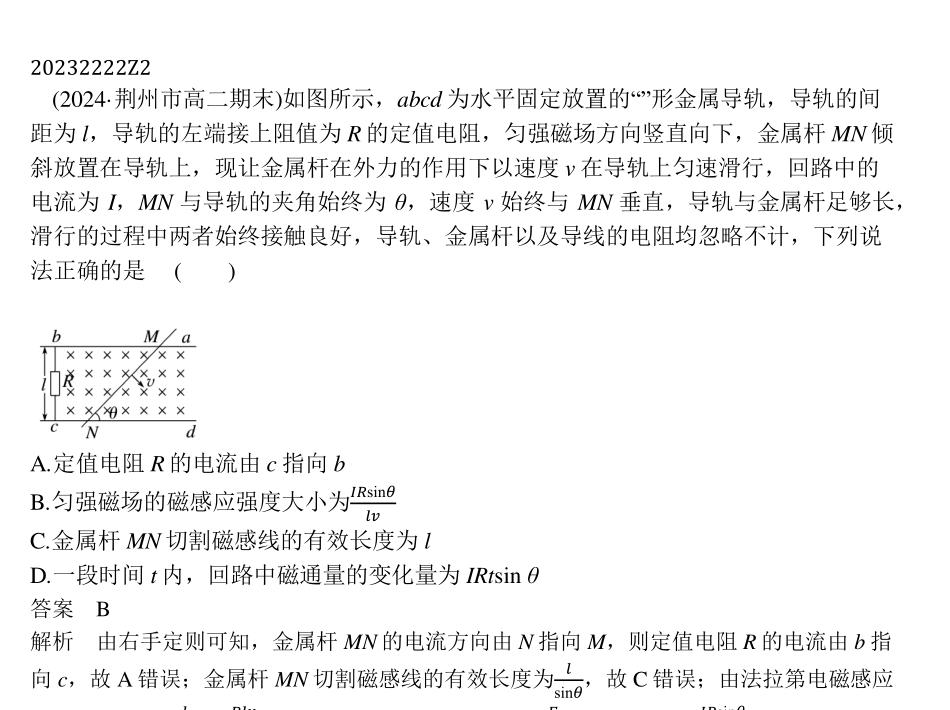 20232222Z2
(2024·荆州市高二期末)如图所示，abcd 为水平固定放置的“”形金属导轨，导轨的间
距为 l，导轨的左端接上阻值为 R 的定值电阻，匀强磁场方向竖直向下，金属杆 MN 倾
斜放置在导轨上，现让金属杆在外力的作用下以速度 v 在导轨上匀速滑行，回路中的
电流为 I，MN 与导轨的夹角始终为 θ，速度 v 始终与 MN 垂直，导轨与金属杆足够长，
滑行的过程中两者始终接触良好，导轨、金属杆以及导线的电阻均忽略不计，下列说
法正确的是 (  )
b M a
l R v
θ
c N d
A.定值电阻 R 的电流由 c 指向 b
B.匀强磁场的磁感应强度大小为\frac{IRsinθ}{lv}
C.金属杆 MN 切割磁感线的有效长度为 l
D.一段时间 t 内，回路中磁通量的变化量为 IRtsin θ
答案 B
解析 由右手定则可知，金属杆 MN 的电流方向由 N 指向 M，则定值电阻 R 的电流由 b 指
向 c，故 A 错误；金属杆 MN 切割磁感线的有效长度为\frac{l}{sinθ}，故 C 错误；由法拉第电磁感应